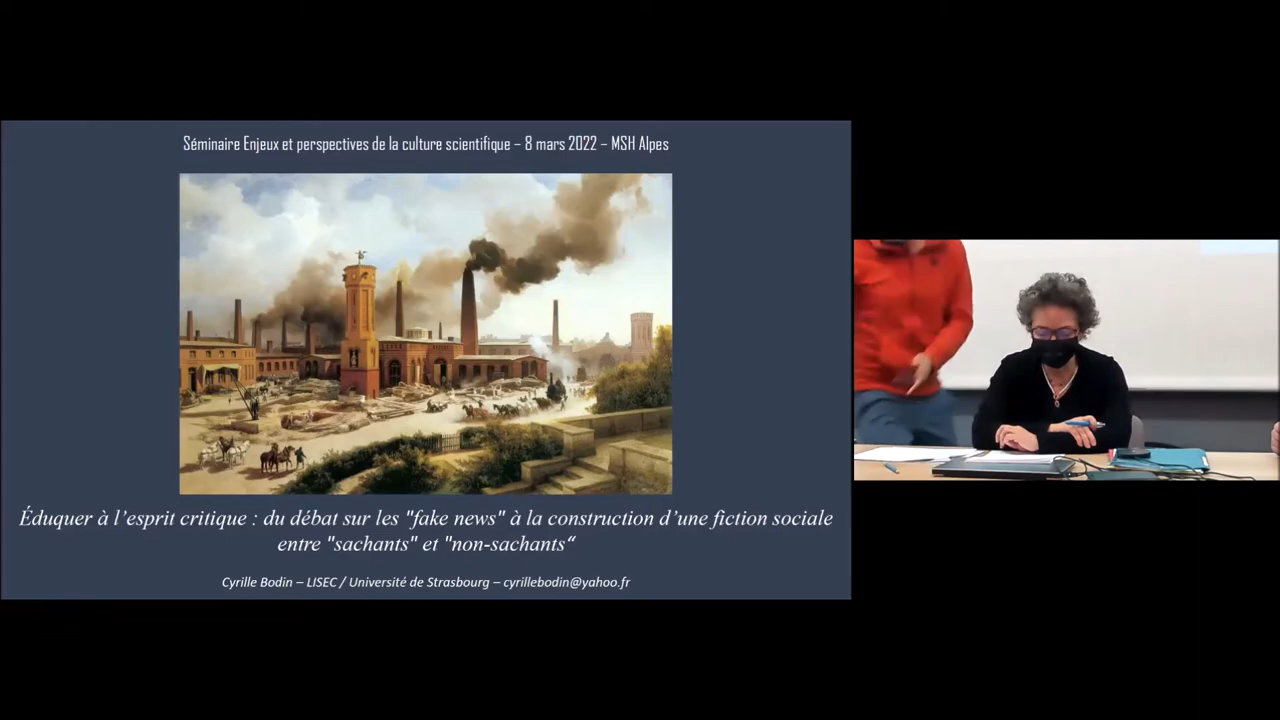 Séminaire Enjeux et perspectives de la culture scientifique – 8 mars 2022 – MSH Alpes
Éduquer à l’esprit critique : du débat sur les "fake news" à la construction d’une fiction sociale
entre "sachants" et "non-sachants“
Cyrille Bodin – LISEC / Université de Strasbourg – cyrillebodin@yahoo.fr